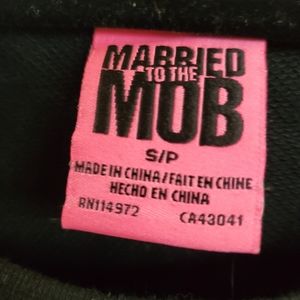 MARRIED
TO THE
MOB
S/P
MADE IN CHINA/FAIT EN CHINE
HECHO EN CHINA
RN114972 CA43041